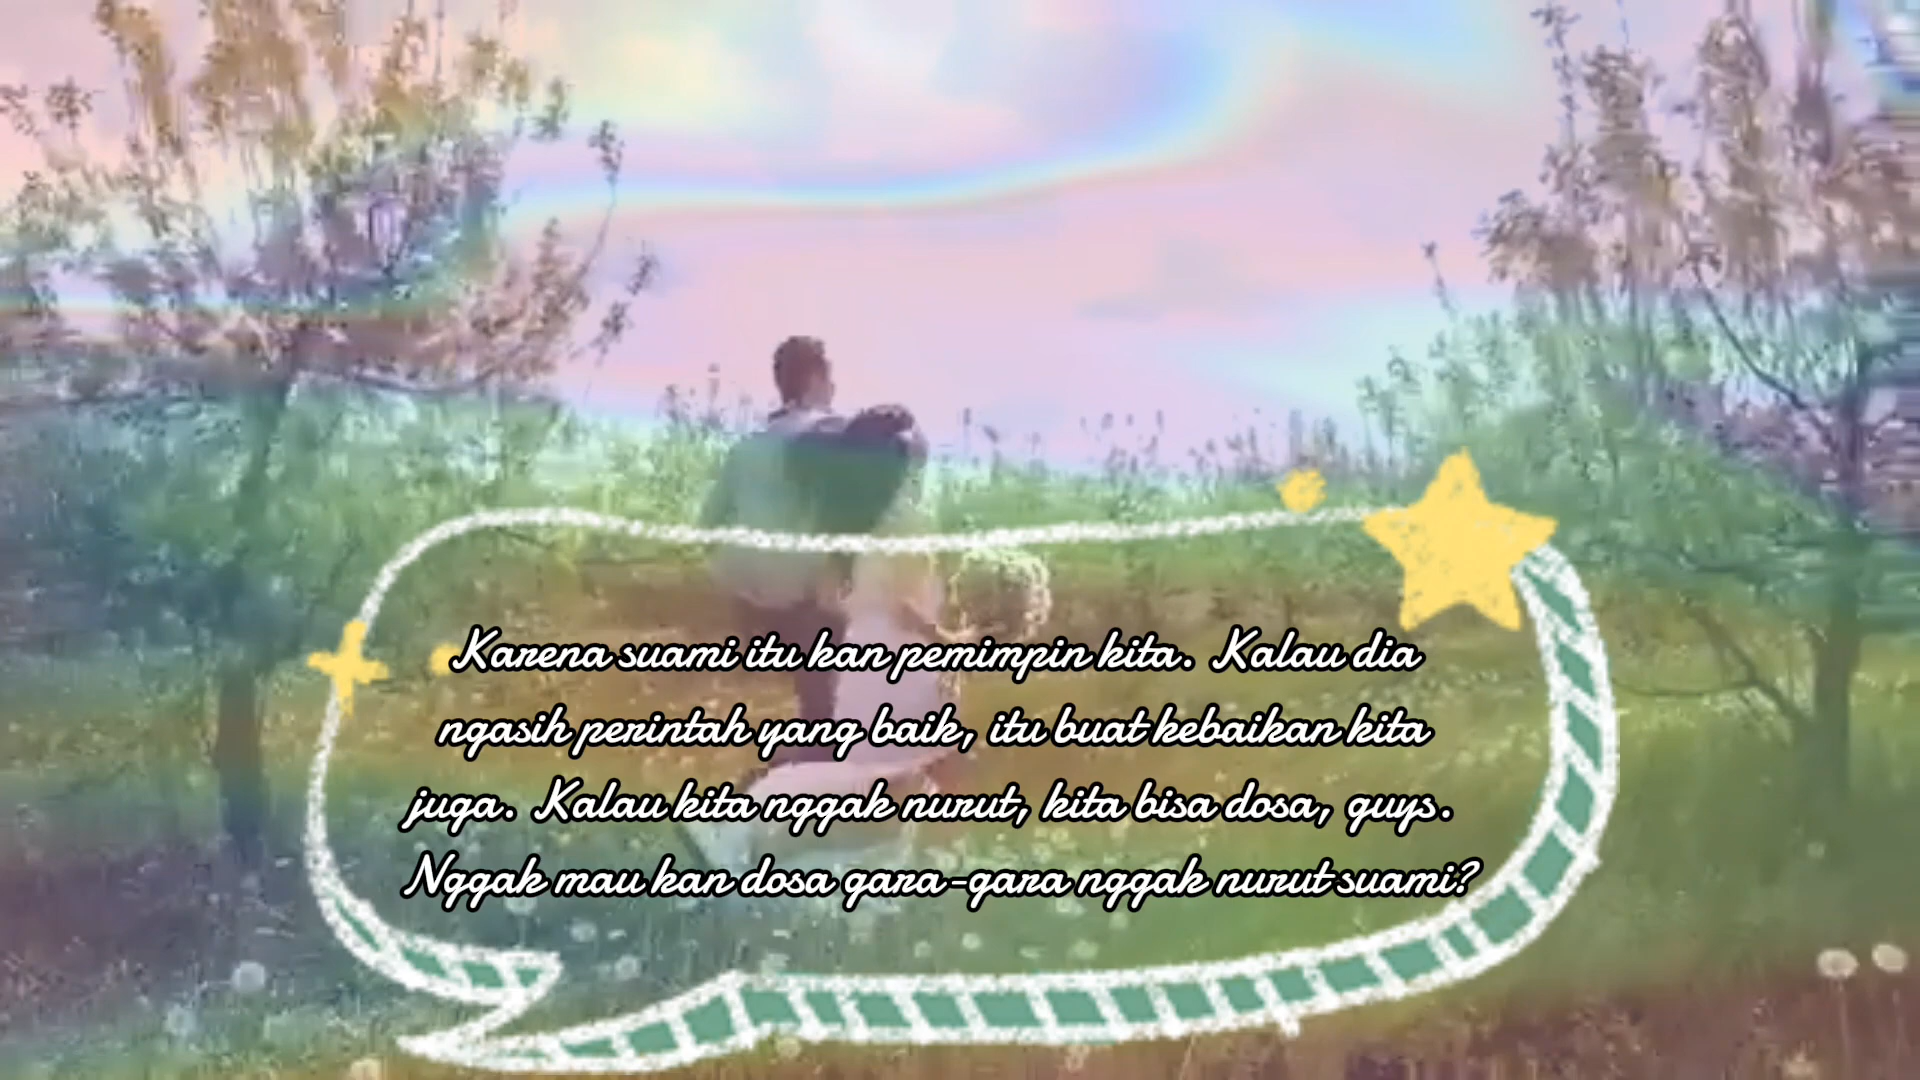 Karena suami itu kan pemimpin kita. Kalau dia
ngasih perintah yang baik, itu buat kebaikan kita
juga. Kalau kita nggak nurut, kita bisa dosa, guys.
Nggak mau kan dosa gara-gara nggak nurut suami?